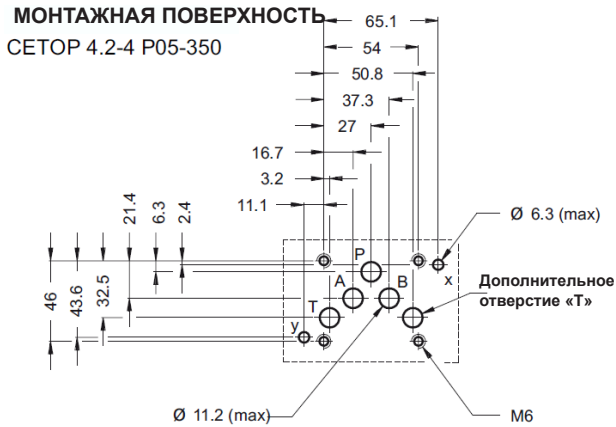 МОНТАЖНАЯ ПОВЕРХНОСТЬ
CETOP 4.2-4 P05-350
65.1
54
50.8
37.3
27
16.7
3.2
11.1
21.4
6.3
2.4
46
43.6
32.5
P
A
B
T
y
x
Ø 6.3 (max)
Дополнительное
отверстие «Т»
Ø 11.2 (max)
M6